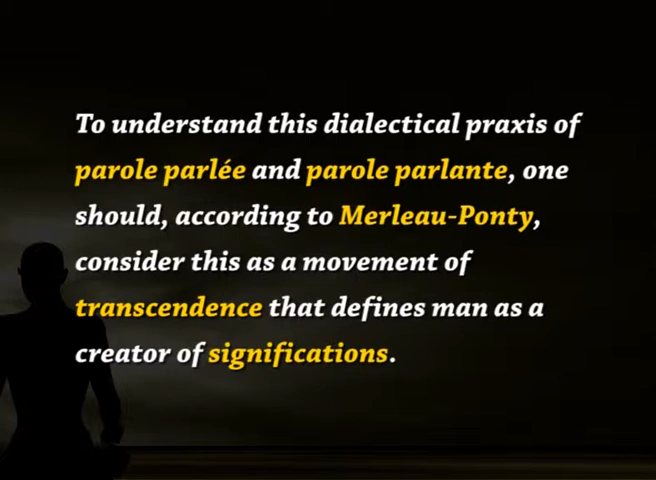 To understand this dialectical praxis of
parole parlée and parole parlante, one
should, according to Merleau-Ponty,
consider this as a movement of
transcendence that defines man as a
creator of significations.